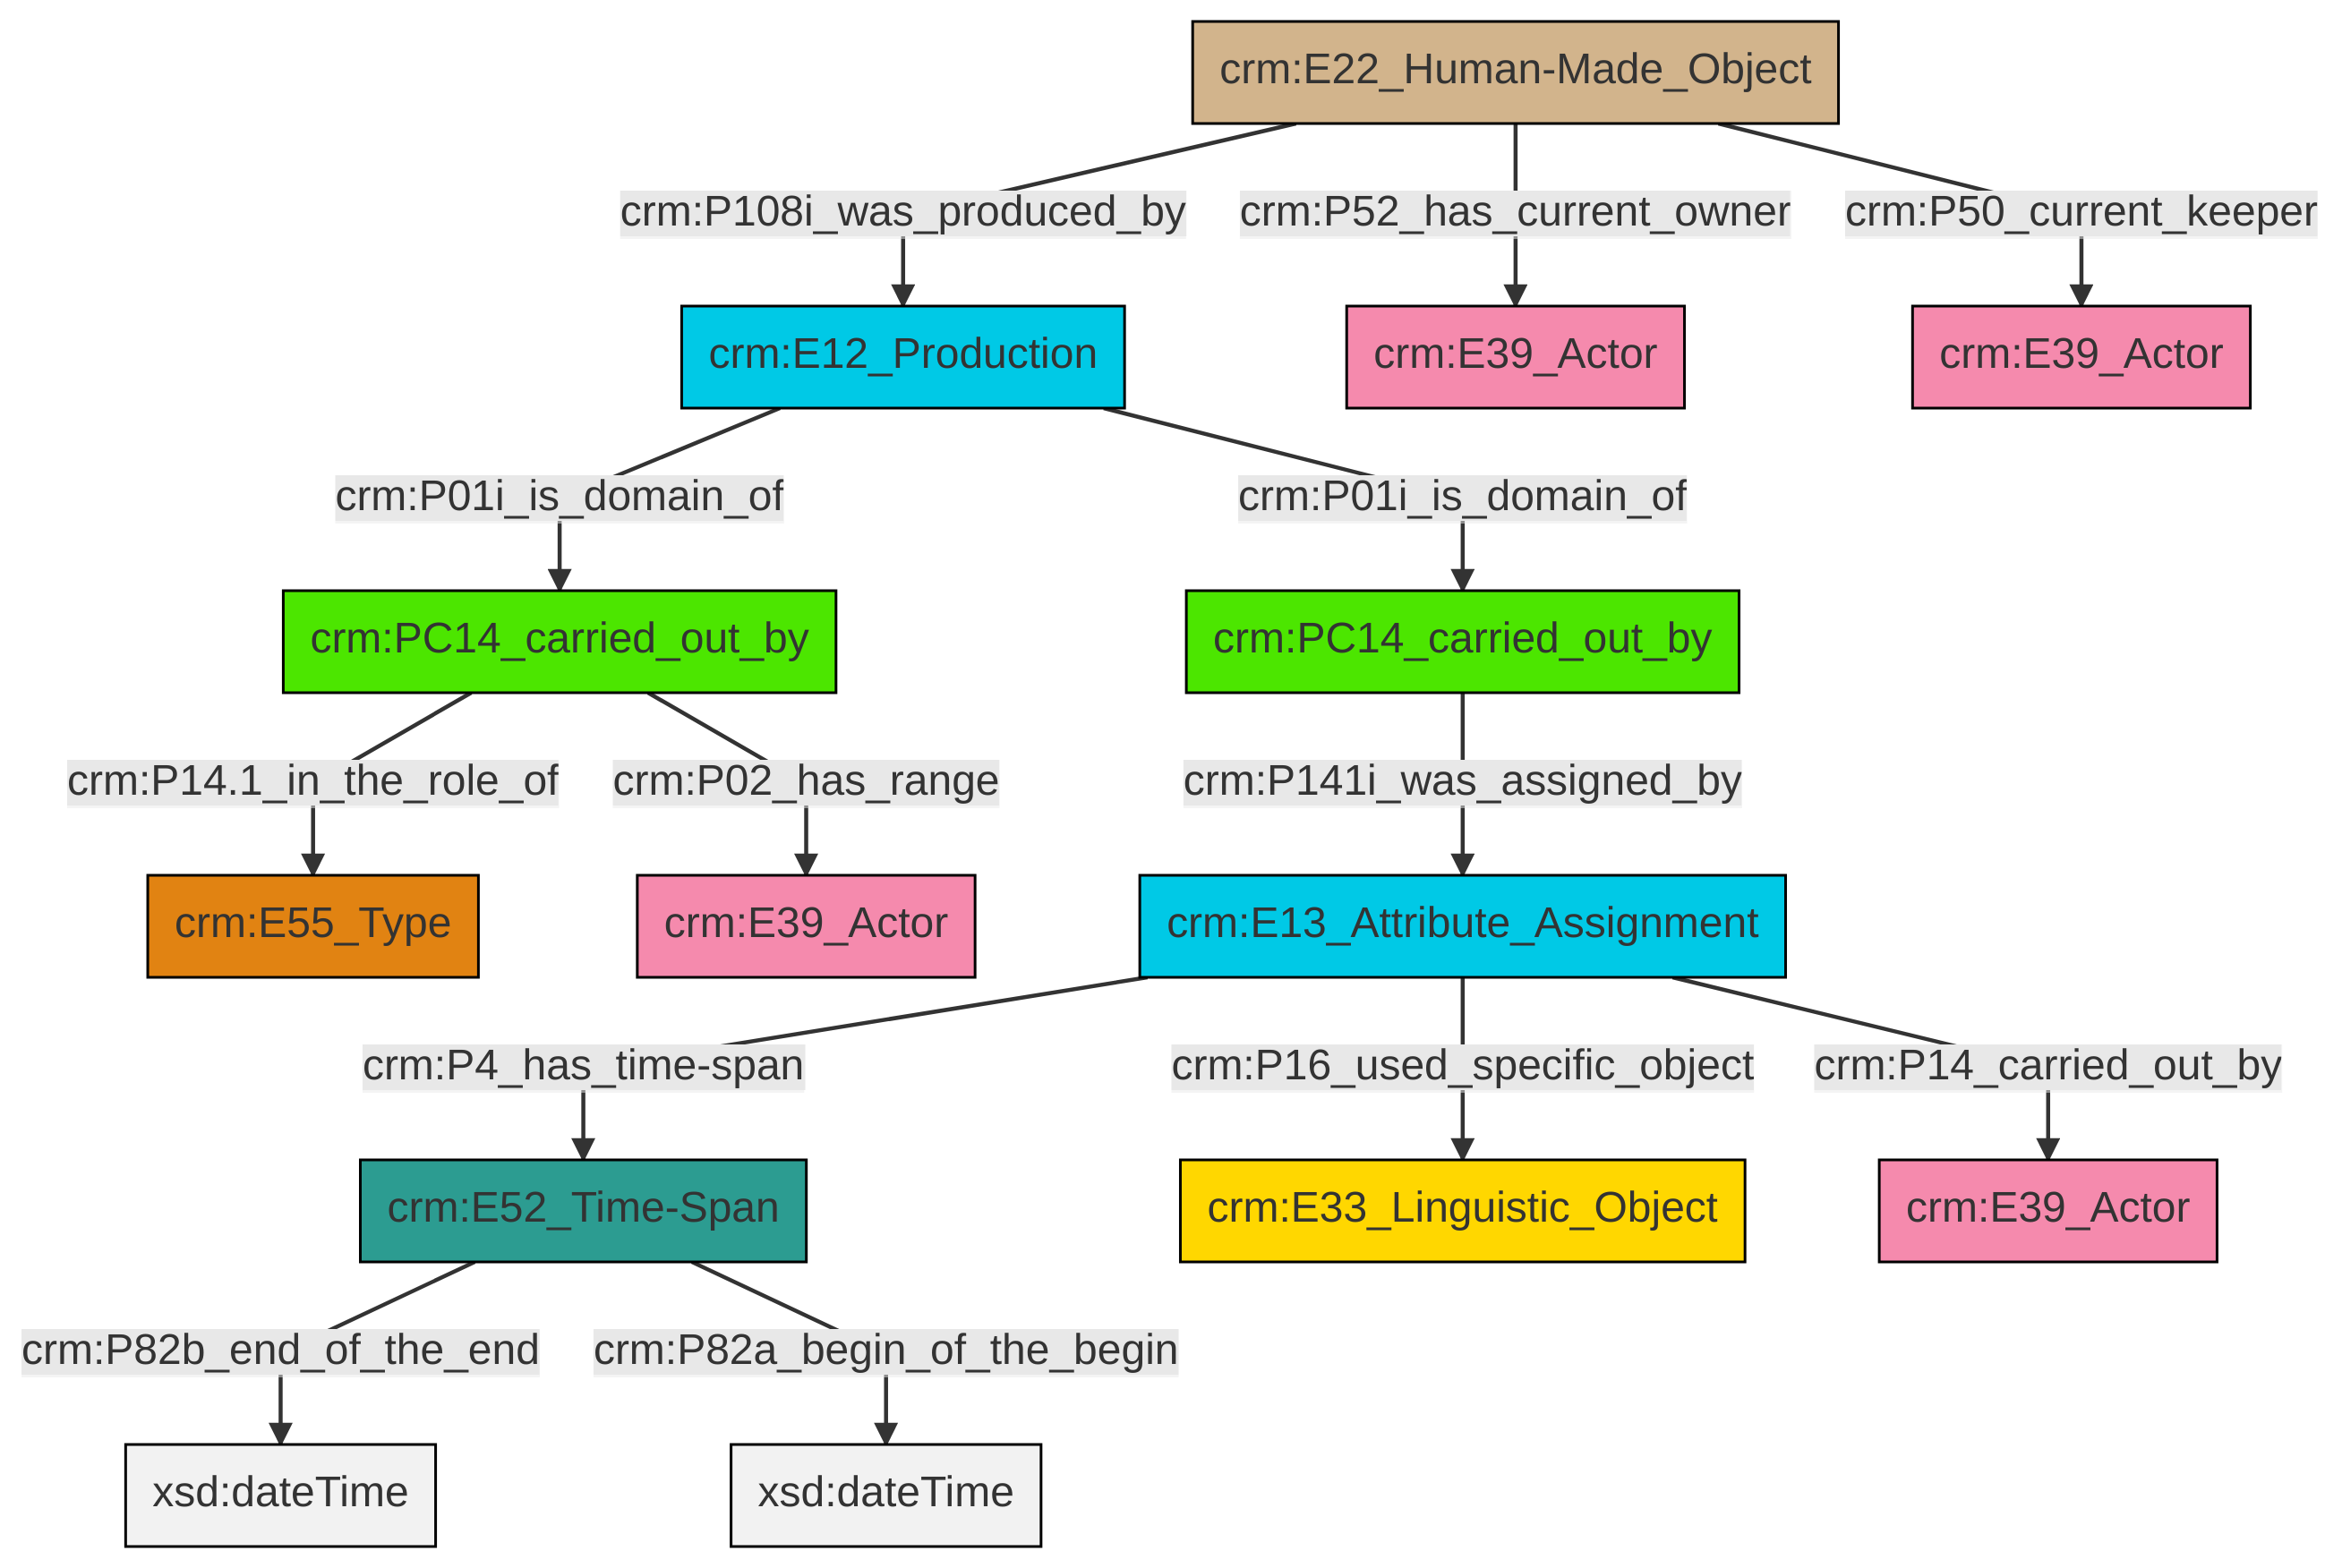 crm:E22_Human-Made_Object
crm:P108i_was_produced_by
crm:P52_has_current_owner
crm:P50_current_keeper
crm:E12_Production
crm:E39_Actor
crm:E39_Actor
crm:P01i_is_domain_of
crm:P01i_is_domain_of
crm:PC14_carried_out_by
crm:PC14_carried_out_by
crm:P14.1_in_the_role_of
crm:P02_has_range
crm:P141i_was_assigned_by
crm:E55_Type
crm:E39_Actor
crm:E13_Attribute_Assignment
crm:P4_has_time-span
crm:P16_used_specific_object
crm:P14_carried_out_by
crm:E52_Time-Span
crm:E33_Linguistic_Object
crm:E39_Actor
crm:P82b_end_of_the_end
crm:P82a_begin_of_the_begin
xsd:dateTime
xsd:dateTime